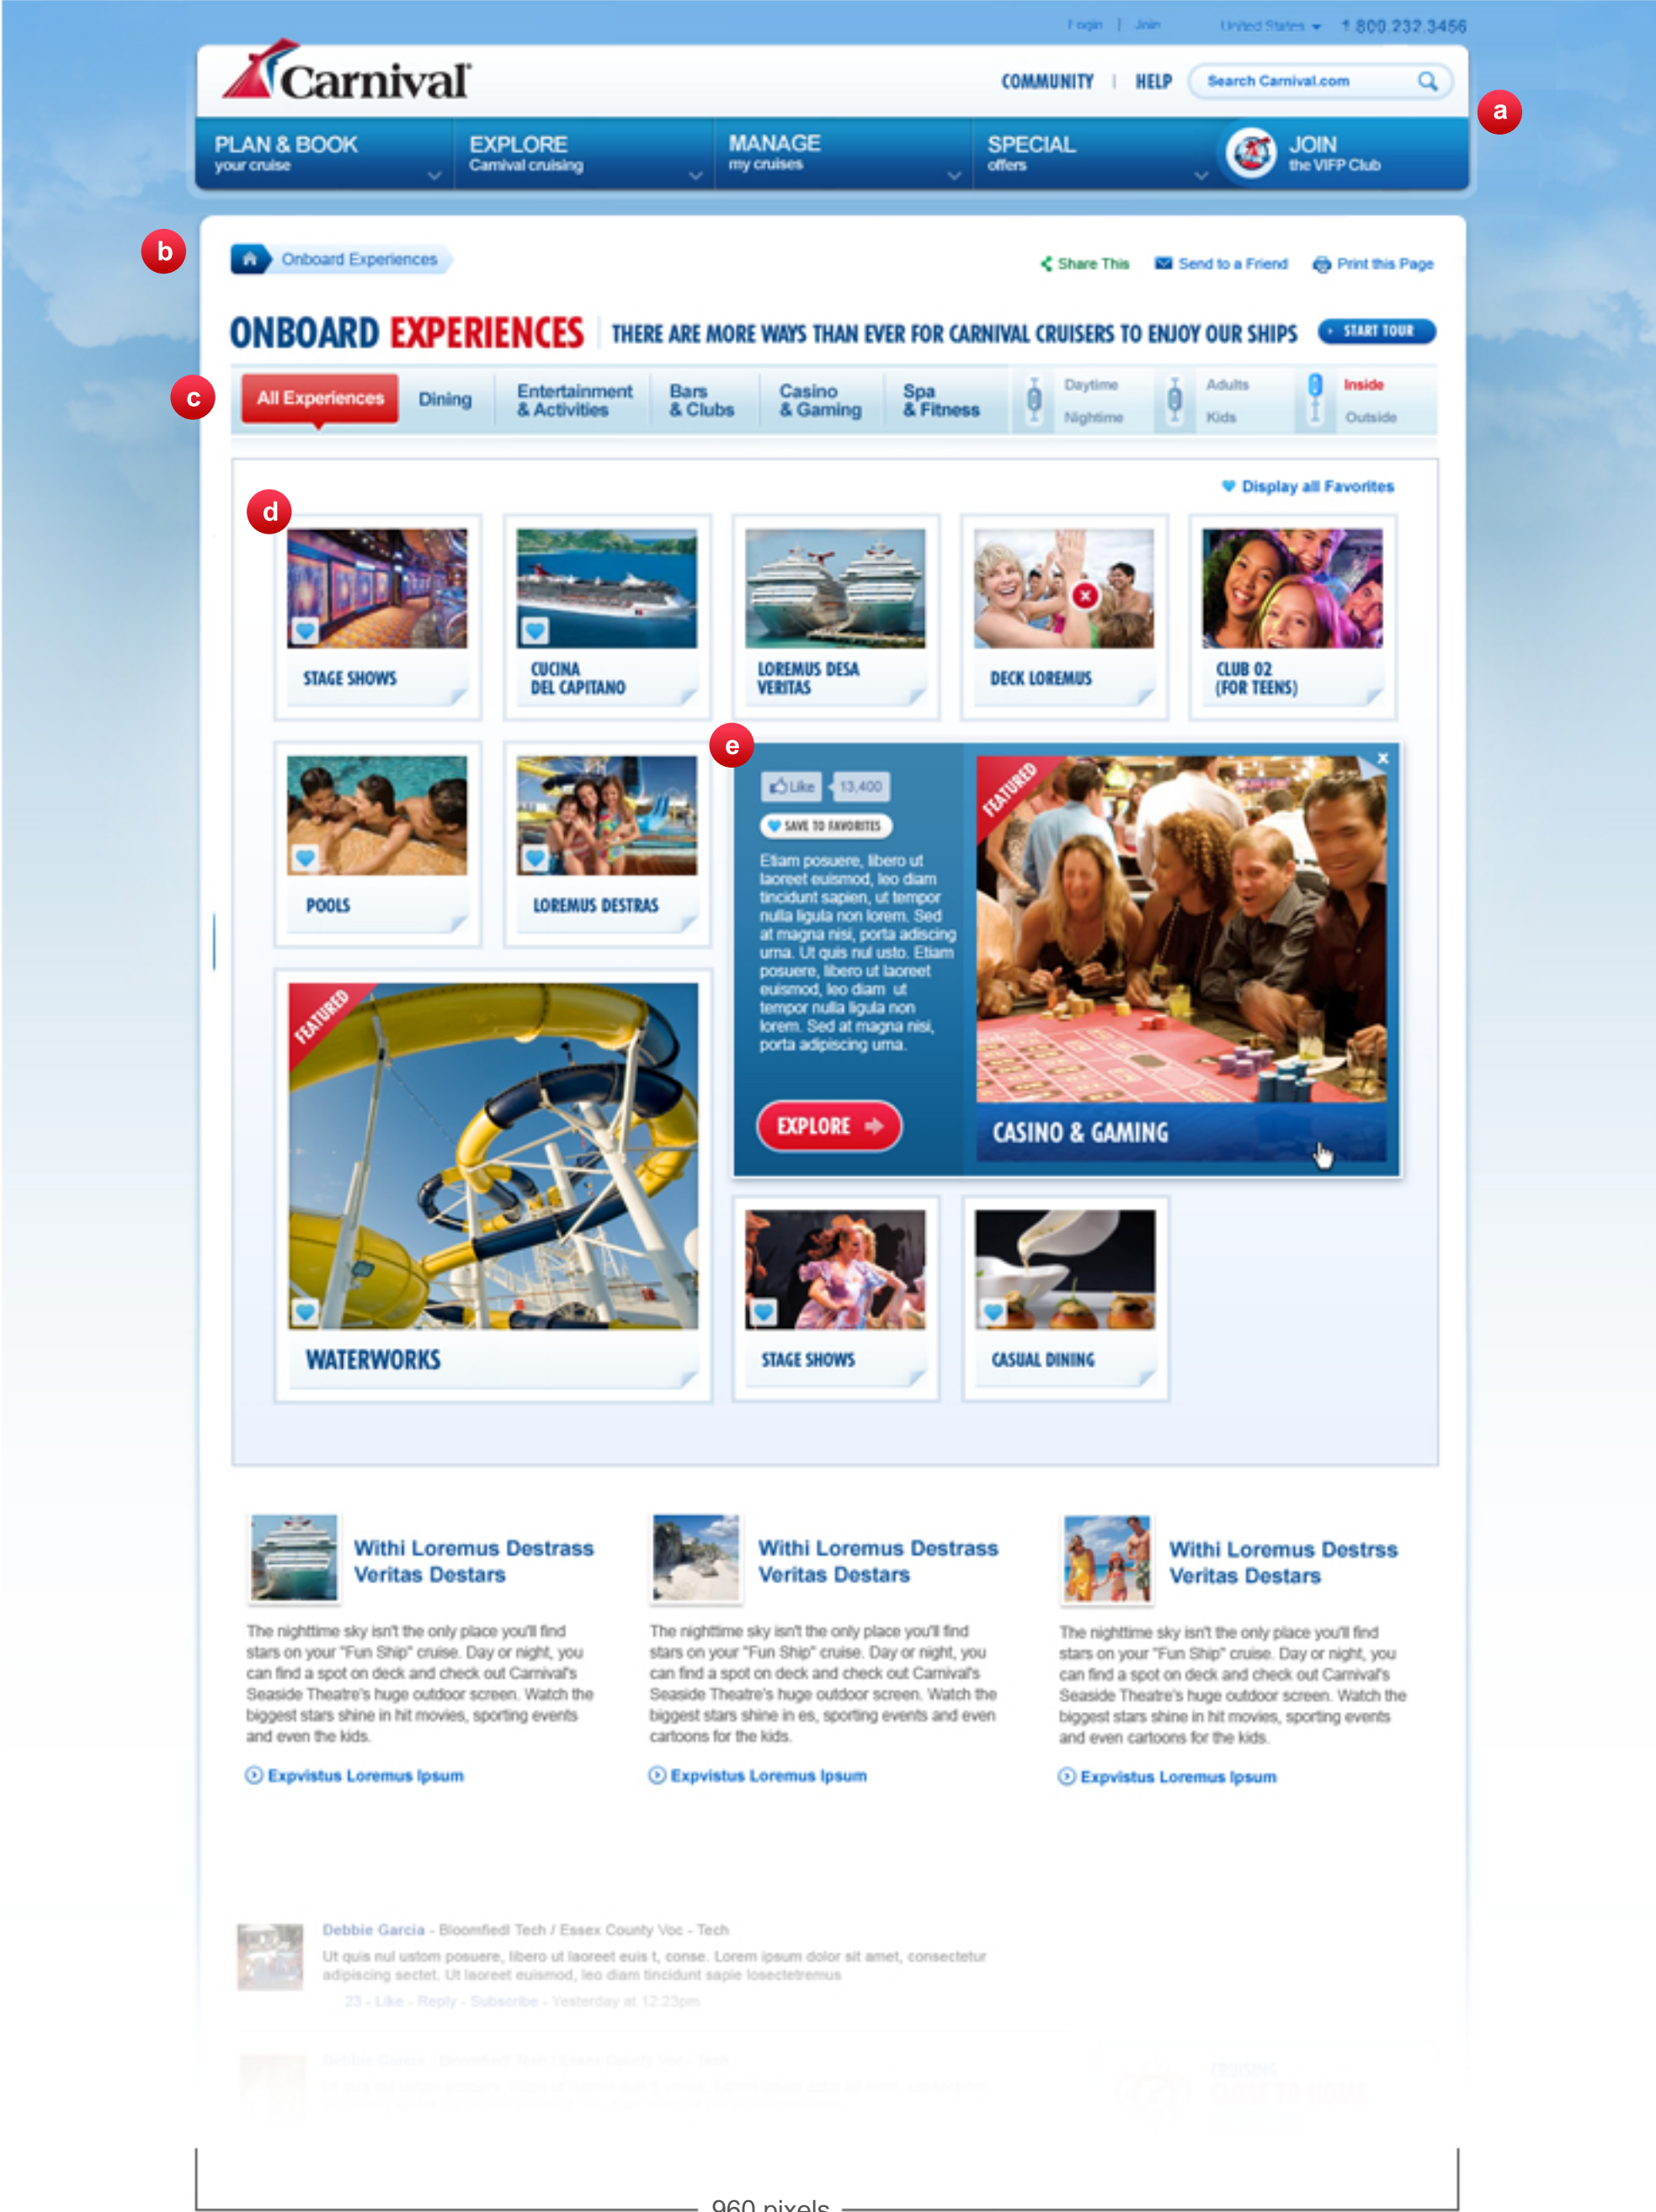 Login | Join United States 1.800.232.3456
Carnival
COMMUNITY | HELP Search Carnival.com
a
PLAN & BOOK
your cruise
EXPLORE
Carnival cruising
MANAGE
my cruises
SPECIAL
offers
JOIN
the VIFP Club
b
Onboard Experiences
Share This Send to a Friend Print this Page
ONBOARD EXPERIENCES THERE ARE MORE WAYS THAN EVER FOR CARNIVAL CRUISERS TO ENJOY OUR SHIPS START TOUR
c
All Experiences
Dining
Entertainment
& Activities
Bars
& Clubs
Casino
& Gaming
Spa
& Fitness
Daytime
Nightime
Adults
Kids
Inside
Outside
Display all Favorites
d
STAGE SHOWS
CUCINA
DEL CAPITANO
LOREMUS DESA
VERITAS
DECK LOREMUS
CLUB 02
(FOR TEENS)
POOLS
LOREMUS DESTRAS
e
Like 13,400
SAVE TO FAVORITES
Etiam posuere, libero ut
laoreet euismod, leo diam
tincidunt sapien, ut tempor
nulla ligula non lorem. Sed
at magna nisi, porta adiscing
urna. Ut quis nul usto. Etiam
posuere, libero ut laoreet
euismod, leo diam ut
tempor nulla ligula non
lorem. Sed at magna nisi,
porta adipiscing urna.
EXPLORE
FEATURED
CASINO & GAMING
FEATURED
WATERWORKS
STAGE SHOWS
CASUAL DINING
Withi Loremus Destrass
Veritas Destars
The nighttime sky isn't the only place you'll find
stars on your "Fun Ship" cruise. Day or night, you
can find a spot on deck and check out Carnival's
Seaside Theatre's huge outdoor screen. Watch the
biggest stars shine in hit movies, sporting events
and even the kids.
Expvistus Loremus Ipsum
Withi Loremus Destrass
Veritas Destars
The nighttime sky isn't the only place you'll find
stars on your "Fun Ship" cruise. Day or night, you
can find a spot on deck and check out Carnival's
Seaside Theatre's huge outdoor screen. Watch the
biggest stars shine in es, sporting events and even
cartoons for the kids.
Expvistus Loremus Ipsum
Withi Loremus Destrss
Veritas Destars
The nighttime sky isn't the only place you'll find
stars on your "Fun Ship" cruise. Day or night, you
can find a spot on deck and check out Carnival's
Seaside Theatre's huge outdoor screen. Watch the
biggest stars shine in hit movies, sporting events
and even cartoons for the kids.
Expvistus Loremus Ipsum
Debbie Garcia - Bloomfiedl Tech / Essex County Voc - Tech
Ut quis nul ustom posuere, libero ut laoreet euis t, conse. Lorem ipsum dolor sit amet, consectetur
adipiscing sectet. Ut laoreet euismod, leo diam tincidunt sapie losectetremus
23 - Like - Reply - Subscribe - Yesterday at 12:23pm
Debbie Garcia - Bloomfiedl Tech / Essex County Voc - Tech
CLOSE TO HOME
960 pixels